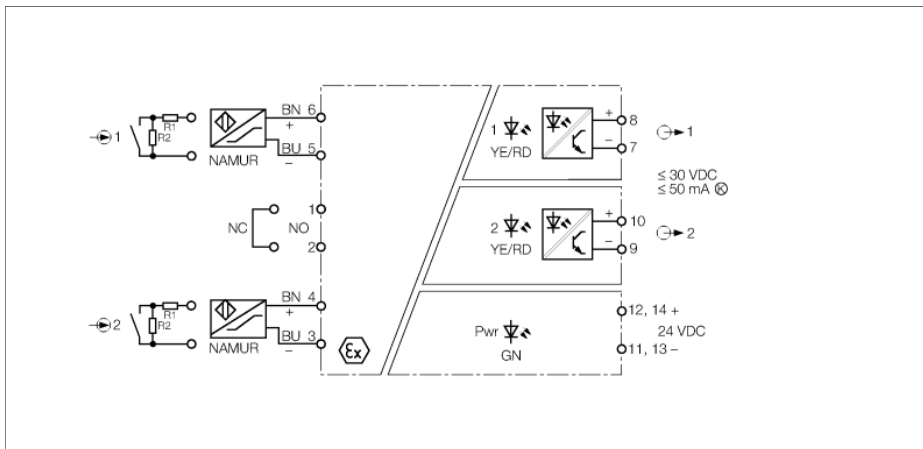 1
R1
R2
NAMUR
BN 6
+
BU 5
–
NC
NO
1
2
2
R1
R2
NAMUR
BN 4
+
BU 3
–
Ex
1
YE/RD
+
8
–
7
1
≤ 30 VDC
≤ 50 mA K
2
YE/RD
+
10
–
9
2
Pwr
GN
12, 14 +
24 VDC
11, 13 –